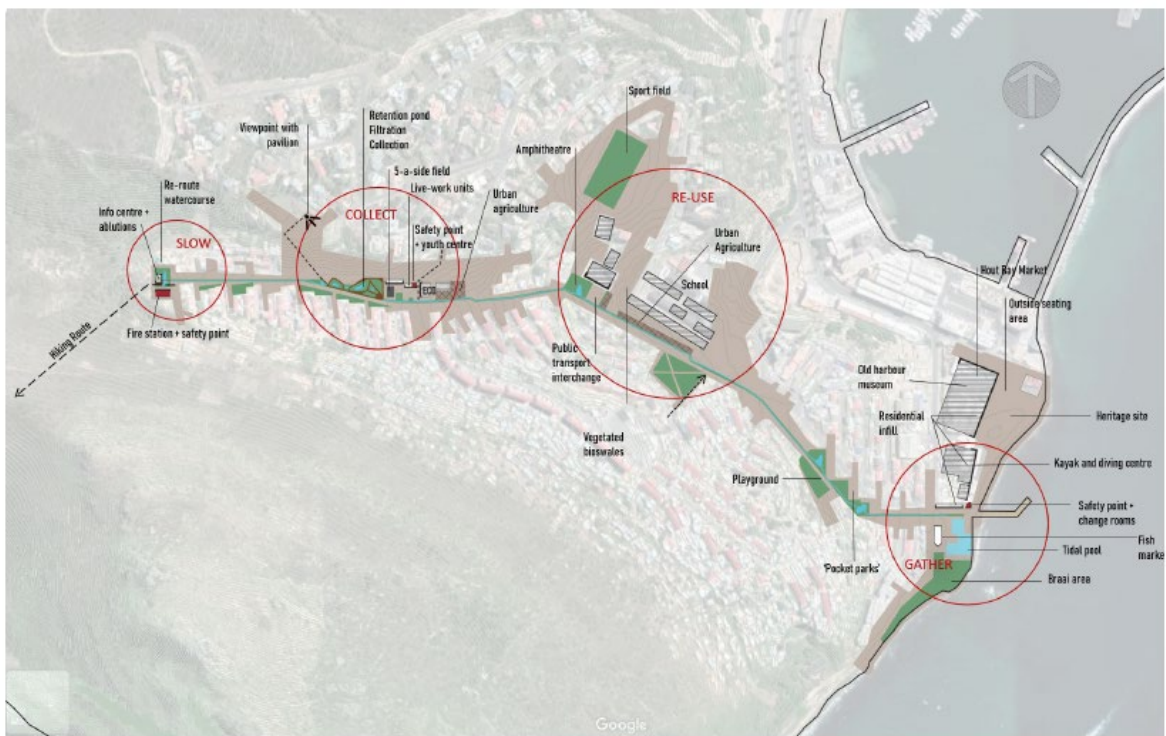 Sport field
Viewpoint with
pavilion
Retention pond
Filtration
Collection
Amphitheatre
5-a-side field
Live-work units
Re-route
watercourse
Info centre +
ablutions
SLOW
COLLECT
Safety point
+ youth centre
Urban
agriculture
RE-USE
Urban
Agriculture
School
ECD
Hout Bay Market
Outside seating
area
Fire station + safety point
Hiking Route
Public
transport
interchange
Old harbour
museum
Residential
infill
Heritage site
Vegetated
bioswales
Kayak and diving centre
Playground
Safety point +
change rooms
Fish
marke
Tidal pool
'Pocket parks'
GATHER
Braai area
Google